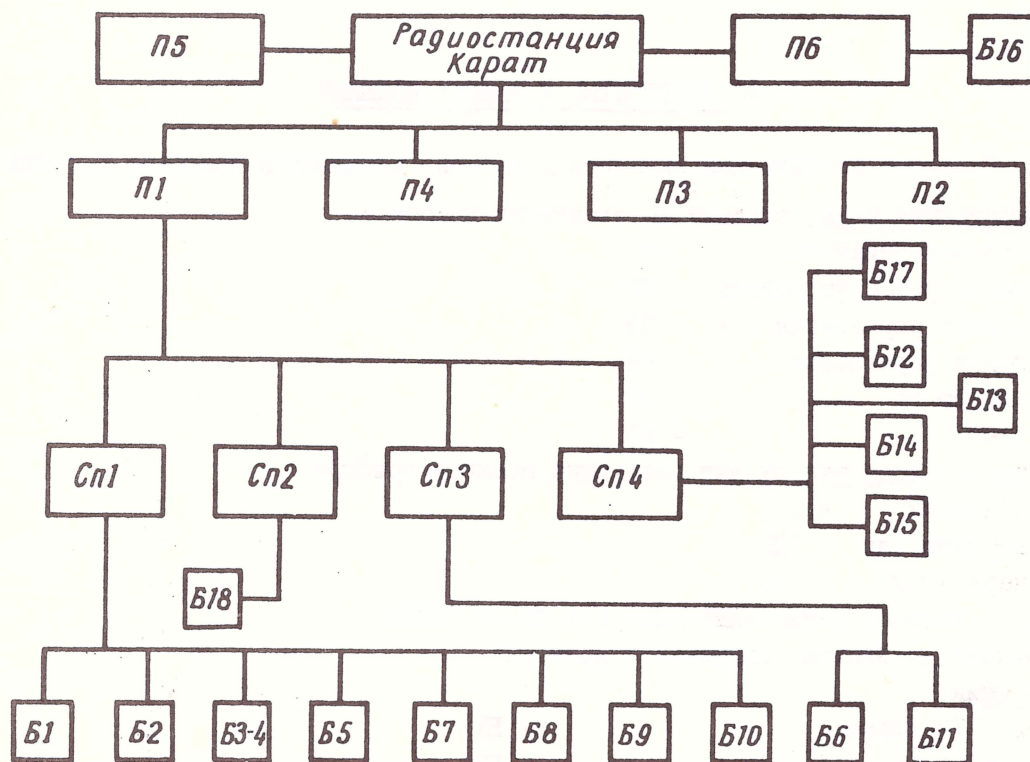 П5
Радиостанция
Карат
П6
Б16
П1
П4
П3
П2
Б17
Б12
Б13
Б14
Б15
Сп1
Сп2
Сп3
Сп4
Б18
Б1
Б2
Б3-4
Б5
Б7
Б8
Б9
Б10
Б6
Б11